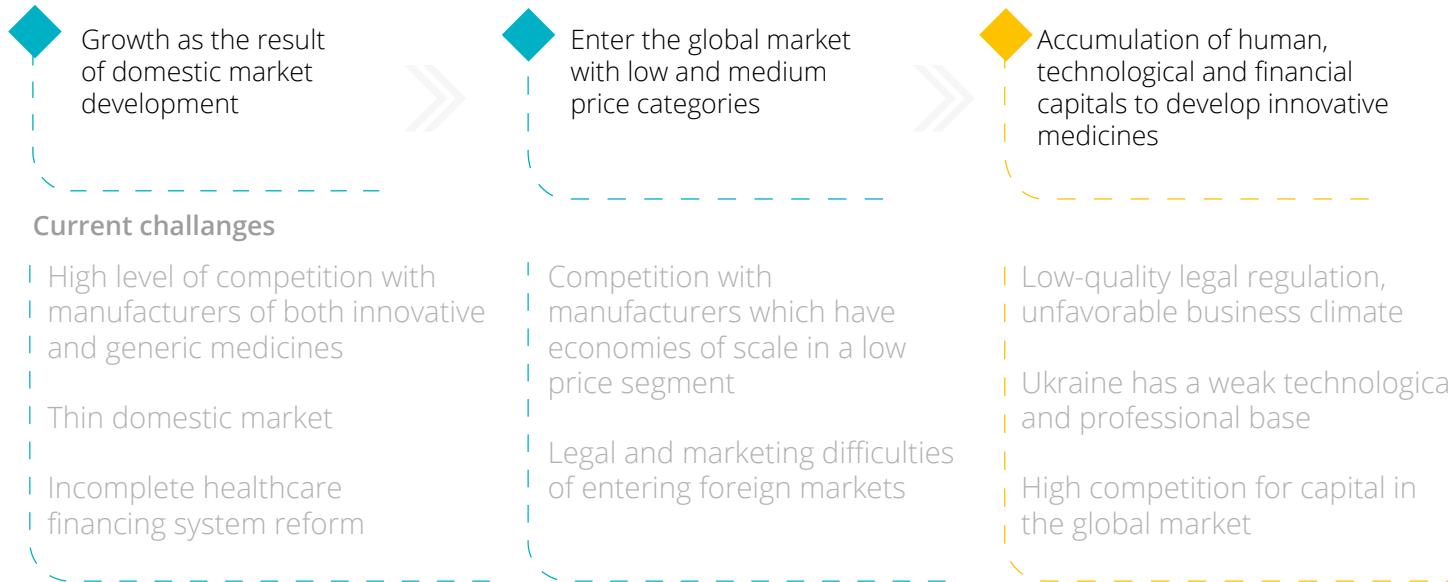 Growth as the result
of domestic market
development
Enter the global market
with low and medium
price categories
Accumulation of human,
technological and financial
capitals to develop innovative
medicines
Current challanges
High level of competition with
manufacturers of both innovative
and generic medicines
Thin domestic market
Incomplete healthcare
financing system reform
Competition with
manufacturers which have
economies of scale in a low
price segment
Legal and marketing difficulties
of entering foreign markets
Low-quality legal regulation,
unfavorable business climate
Ukraine has a weak technologica
and professional base
High competition for capital in
the global market